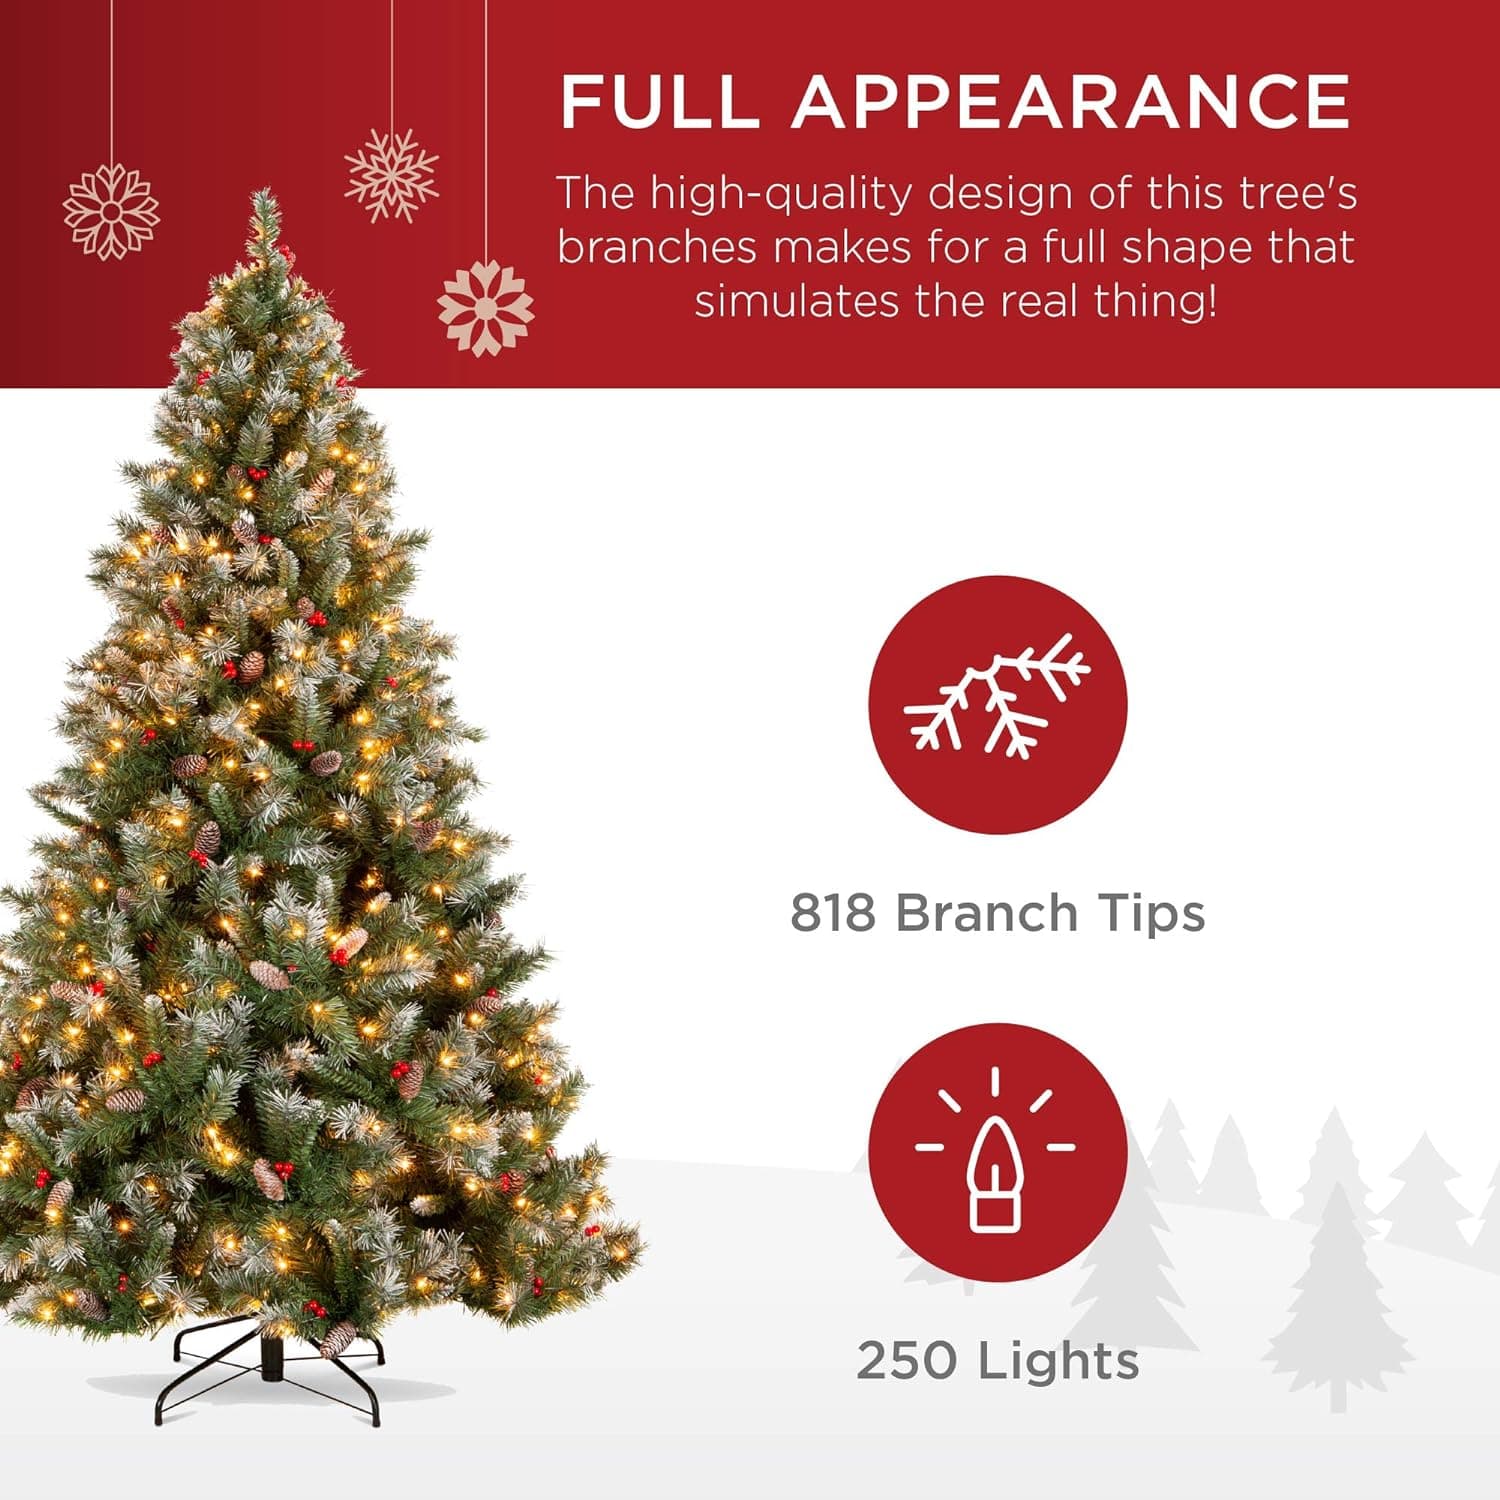 FULL APPEARANCE
The high-quality design of this tree's
branches makes for a full shape that
simulates the real thing!
818 Branch Tips
250 Lights